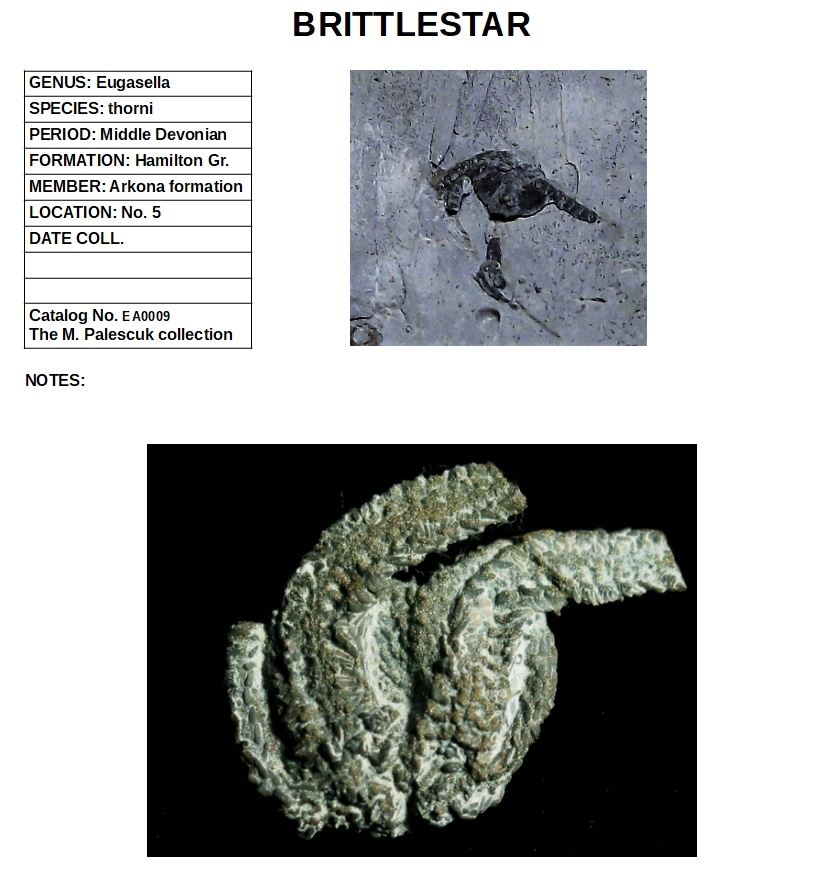 BRITTLESTAR
GENUS: Eugasella
SPECIES: thorni
PERIOD: Middle Devonian
FORMATION: Hamilton Gr.
MEMBER: Arkona formation
LOCATION: No. 5
DATE COLL.
Catalog No. EA0009
The M. Palescuk collection
NOTES: